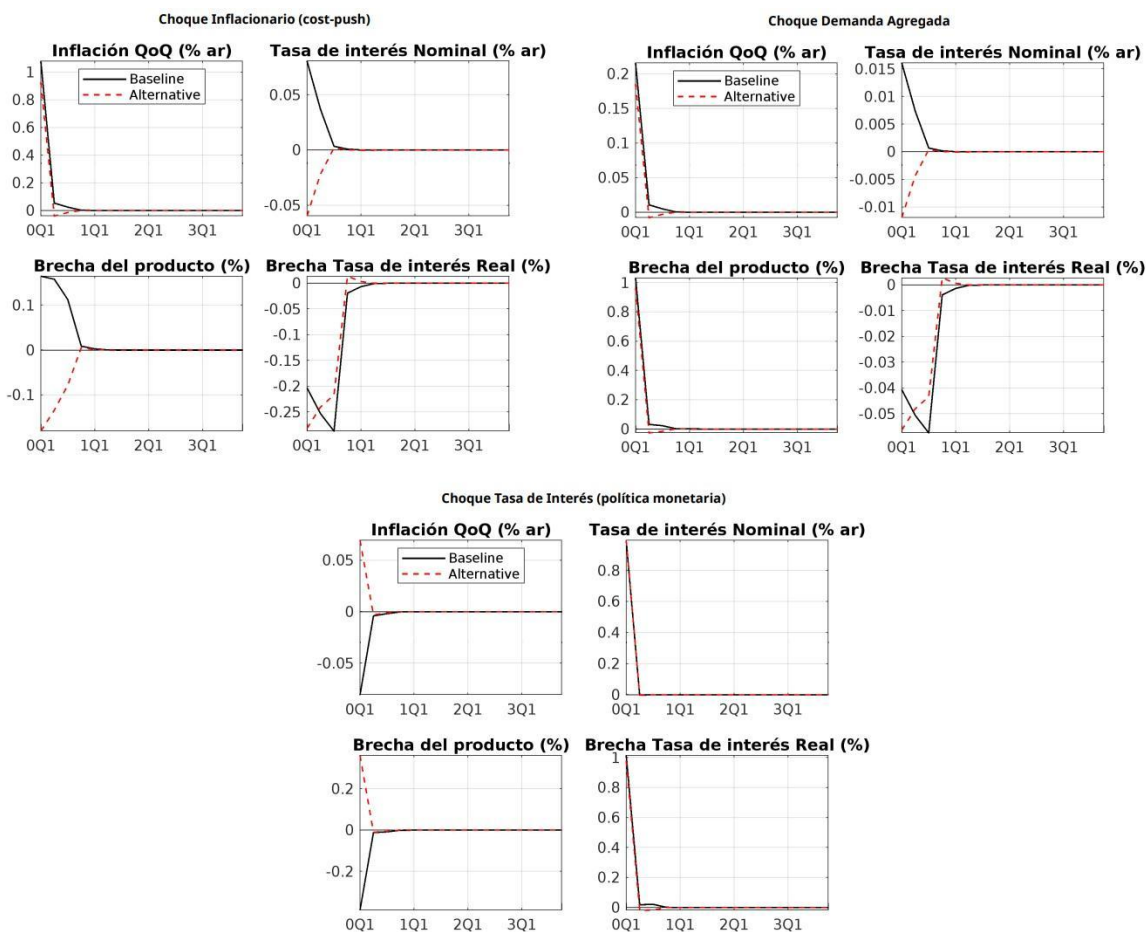 Choque Inflacionario (cost-push)
Inflación QoQ (% ar)
1
0.8
0.6
0.4
0.2
0
Baseline
Alternative
0Q1 1Q1 2Q1 3Q1
Tasa de interés Nominal (% ar)
0.05
0
-0.05
0Q1 1Q1 2Q1 3Q1
Brecha del producto (%)
0.1
0
-0.1
0Q1 1Q1 2Q1 3Q1
Brecha Tasa de interés Real (%)
0
-0.05
-0.1
-0.15
-0.2
-0.25
0Q1 1Q1 2Q1 3Q1
Choque Demanda Agregada
Inflación QoQ (% ar)
0.2
0.15
0.1
0.05
0
Baseline
Alternative
0Q1 1Q1 2Q1 3Q1
Tasa de interés Nominal (% ar)
0.015
0.01
0.005
0
-0.005
-0.01
0Q1 1Q1 2Q1 3Q1
Brecha del producto (%)
1
0.8
0.6
0.4
0.2
0
0Q1 1Q1 2Q1 3Q1
Brecha Tasa de interés Real (%)
0
-0.01
-0.02
-0.03
-0.04
-0.05
0Q1 1Q1 2Q1 3Q1
Choque Tasa de Interés (política monetaria)
Inflación QoQ (% ar)
0.05
0
-0.05
Baseline
Alternative
0Q1 1Q1 2Q1 3Q1
Tasa de interés Nominal (% ar)
0.8
0.6
0.4
0.2
0
0Q1 1Q1 2Q1 3Q1
Brecha del producto (%)
0.2
0
-0.2
0Q1 1Q1 2Q1 3Q1
Brecha Tasa de interés Real (%)
1
0.8
0.6
0.4
0.2
0
0Q1 1Q1 2Q1 3Q1